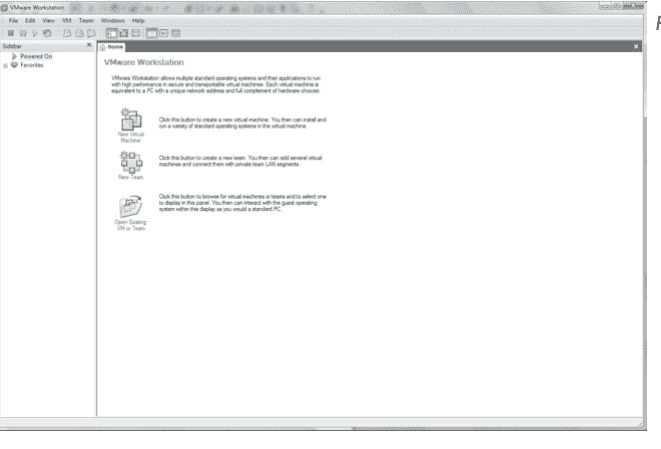 VMware Workstation
File Edit View VM Team Windows Help
Sidebar
Home
Powered On
Favorites
VMware Workstation
VMware Workstation allows multiple standard operating systems and their applications to run
with high performance in secure and transportable virtual machines. Each virtual machine is
equivalent to a PC with a unique network address and full complement of hardware choices.
New Virtual
Machine
Click this button to create a new virtual machine. You then can install and
run a variety of standard operating systems in the virtual machine.
New Team
Click this button to create a new team. You then can add several virtual
machines and connect them with private team LAN segments.
Open Existing
VM or Team
Click this button to browse for virtual machines or teams and to select one
to display in this panel. You then can interact with the guest operating
system within this display as you would a standard PC.